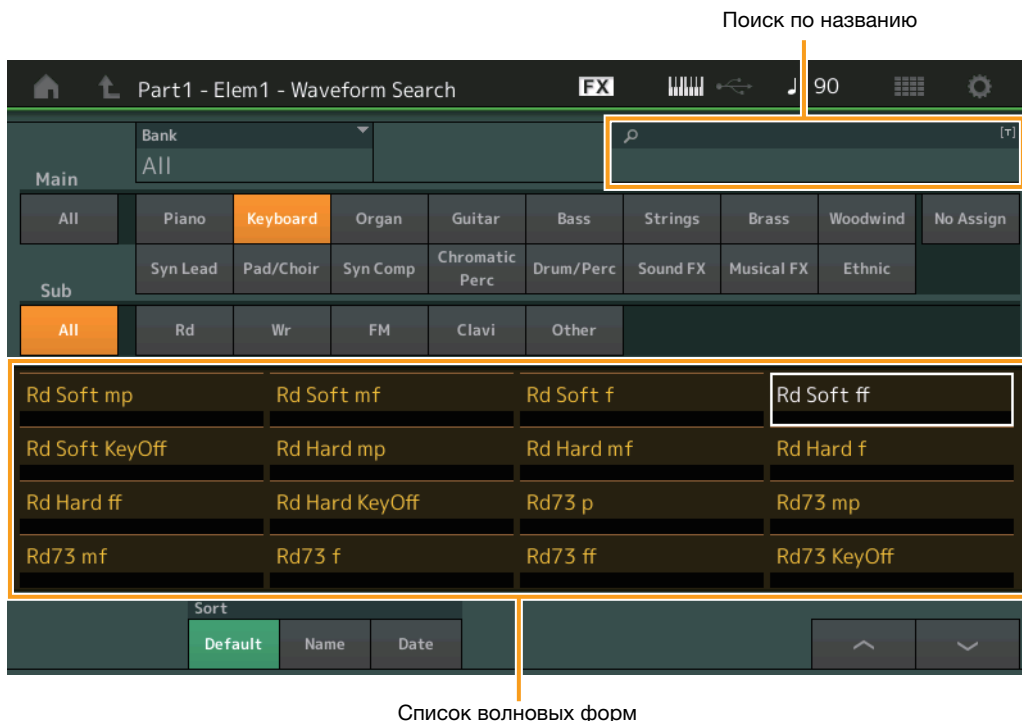 Поиск по названию
Part1 - Elem1 - Waveform Search FX 90
Bank [T]
All
Main
All Piano Keyboard Organ Guitar Bass Strings Brass Woodwind No Assign
Syn Lead Pad/Choir Syn Comp Chromatic Perc Drum/Perc Sound FX Musical FX Ethnic
Sub
All Rd Wr FM Clavi Other
Rd Soft mp Rd Soft mf Rd Soft f Rd Soft ff
Rd Soft KeyOff Rd Hard mp Rd Hard mf Rd Hard f
Rd Hard ff Rd Hard KeyOff Rd73 p Rd73 mp
Rd73 mf Rd73 f Rd73 ff Rd73 KeyOff
Sort
Default Name Date
Список волновых форм